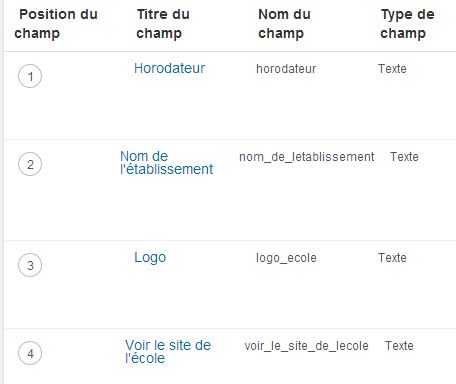 Position du champ Titre du champ Nom du champ Type de champ
1 Horodateur horodateur Texte
2 Nom de l'établissement nom_de_letablissement Texte
3 Logo logo_ecole Texte
4 Voir le site de l'école voir_le_site_de_lecole Texte